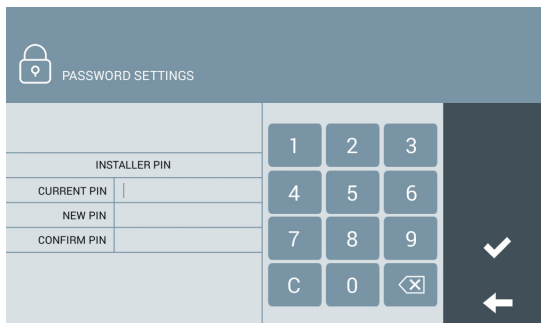 PASSWORD SETTINGS
INSTALLER PIN
CURRENT PIN
NEW PIN
CONFIRM PIN
1 2 3
4 5 6
7 8 9
C 0